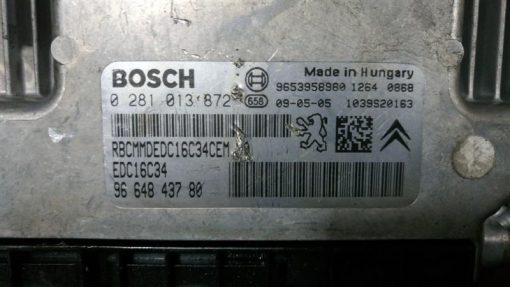 BOSCH
Made in Hungary
9653958980 1264 0868
0 281 013 872
658
09-05-05 1039S20163
RBCMMDEDC16C34CEM
EDC16C34
96 648 437 80